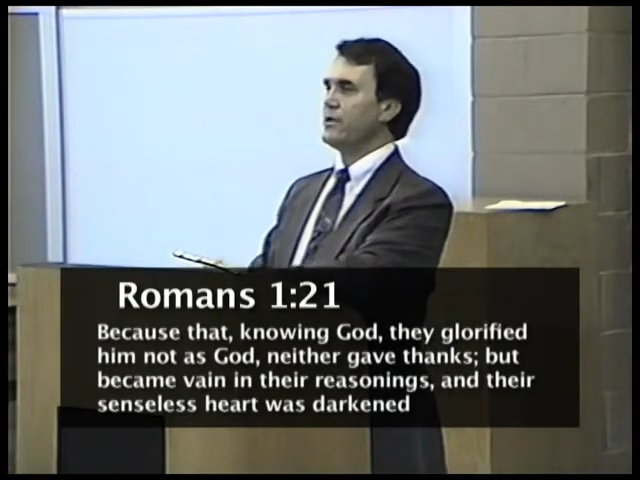 Romans 1:21
Because that, knowing God, they glorified
him not as God, neither gave thanks; but
became vain in their reasonings, and their
senseless heart was darkened